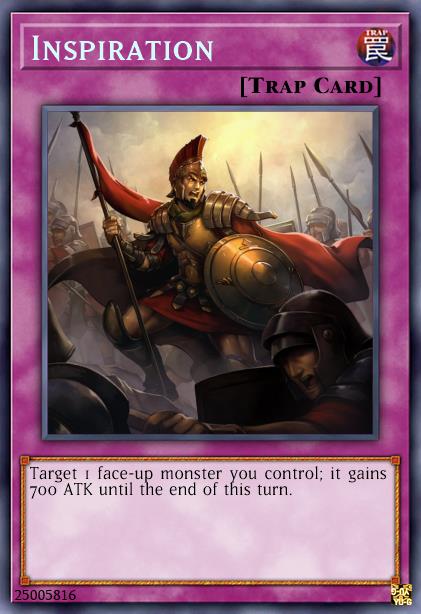 INSPIRATION
TRAP
罠
[TRAP CARD]
Target 1 face-up monster you control; it gains
700 ATK until the end of this turn.
25005816